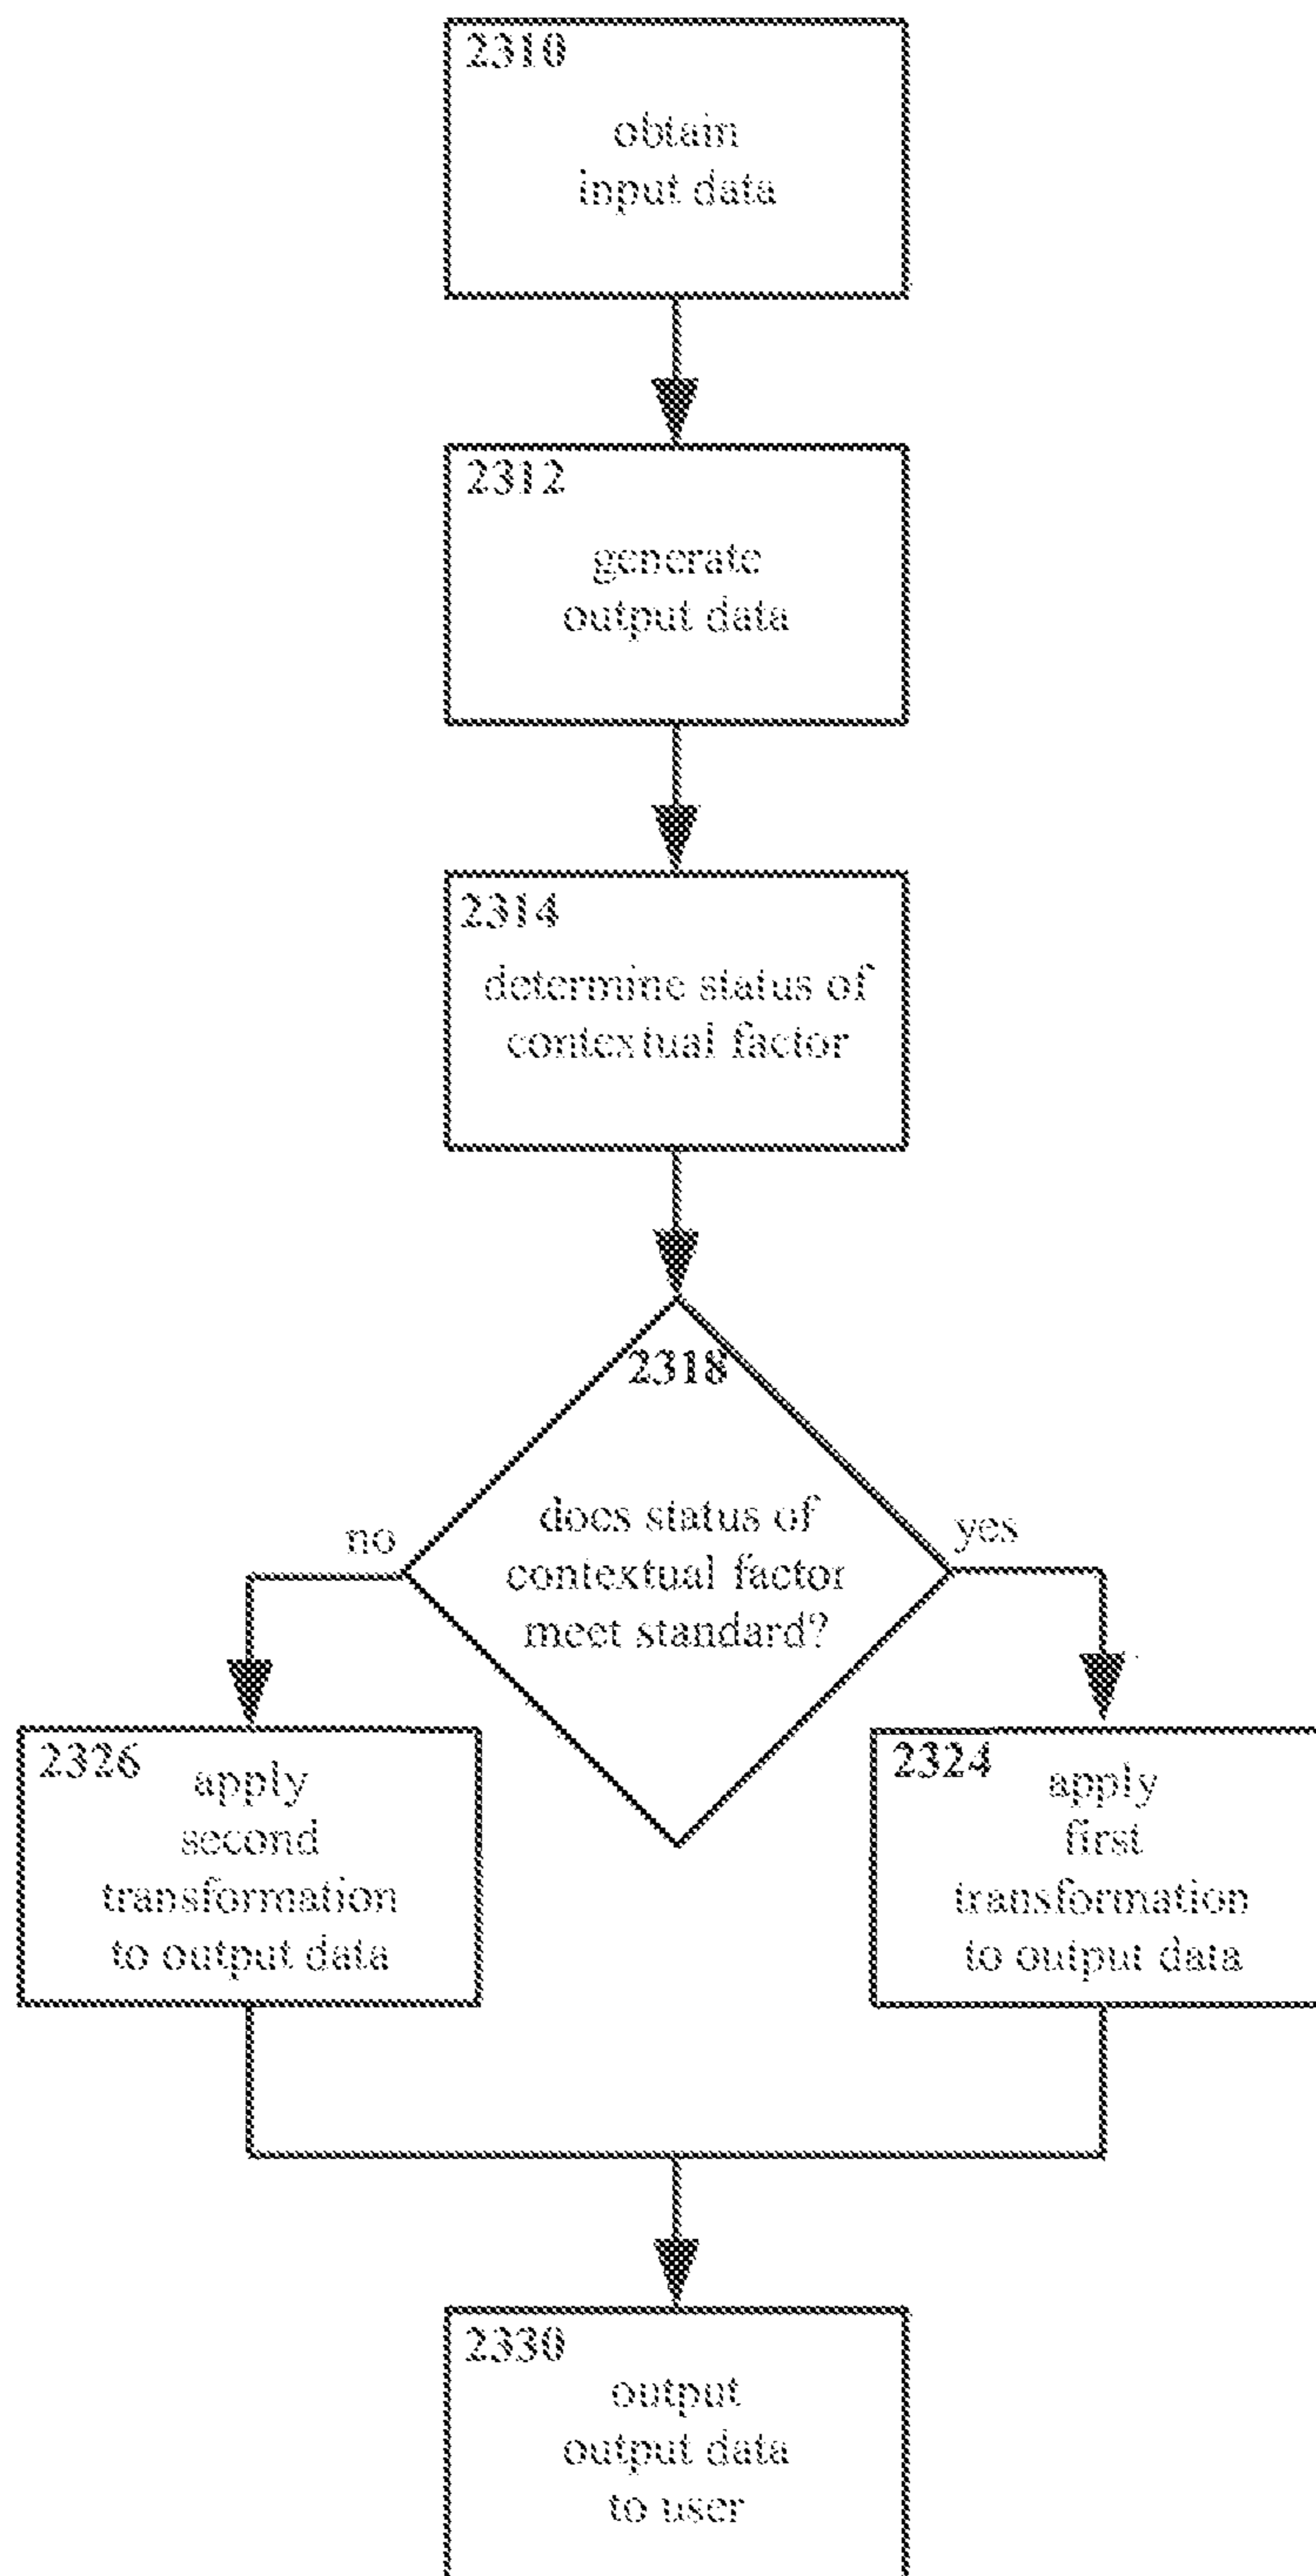 2310
obtain
input data
2312
generate
output data
2314
determine status of
contextual factor
2318
does status of
contextual factor
meet standard?
no
yes
2326
apply
second
transformation
to output data
2324
apply
first
transformation
to output data
2330
output
output data
to user